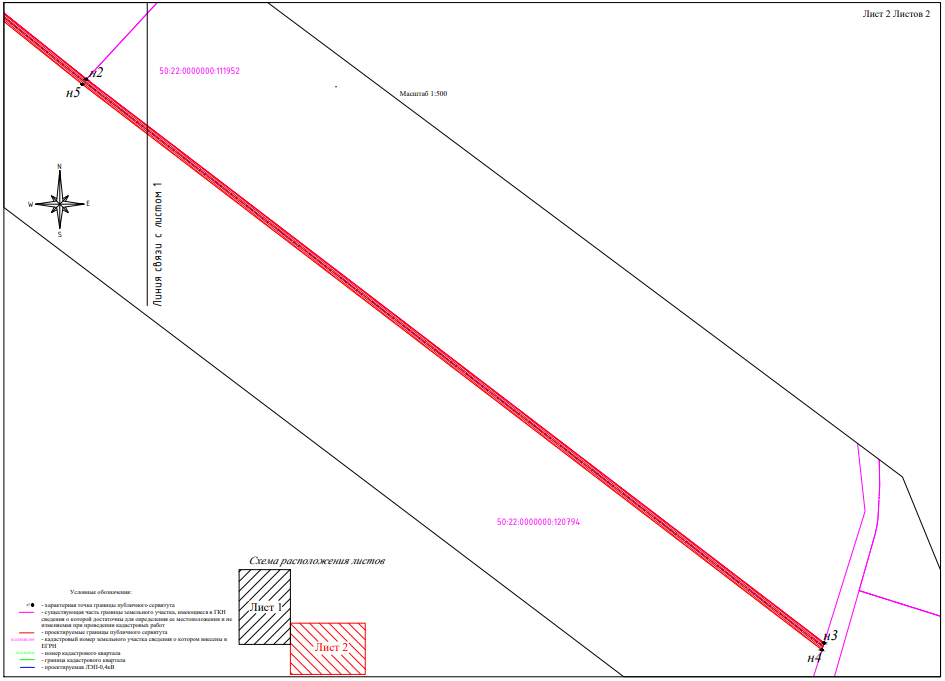 Лист 2 Листов 2
н2
50:22:0000000:111952
н5
Масштаб 1:500
N
W E
S
Линия связи с листом 1
50:22:0000000:120794
Схема расположения листов
Лист 1
Лист 2
н3
н4
Условные обозначения:
- характерная точка границы публичного сервитута
- существующая часть границы земельного участка, имеющиеся в ГКН
сведения о которой достаточны для определения ее местоположения и не
изменяемая при проведении кадастровых работ
- проектируемые границы публичного сервитута
- кадастровый номер земельного участка сведения о котором внесены в
ЕГРН
- номер кадастрового квартала
- граница кадастрового квартала
- проектируемая ЛЭП-0,4кВ